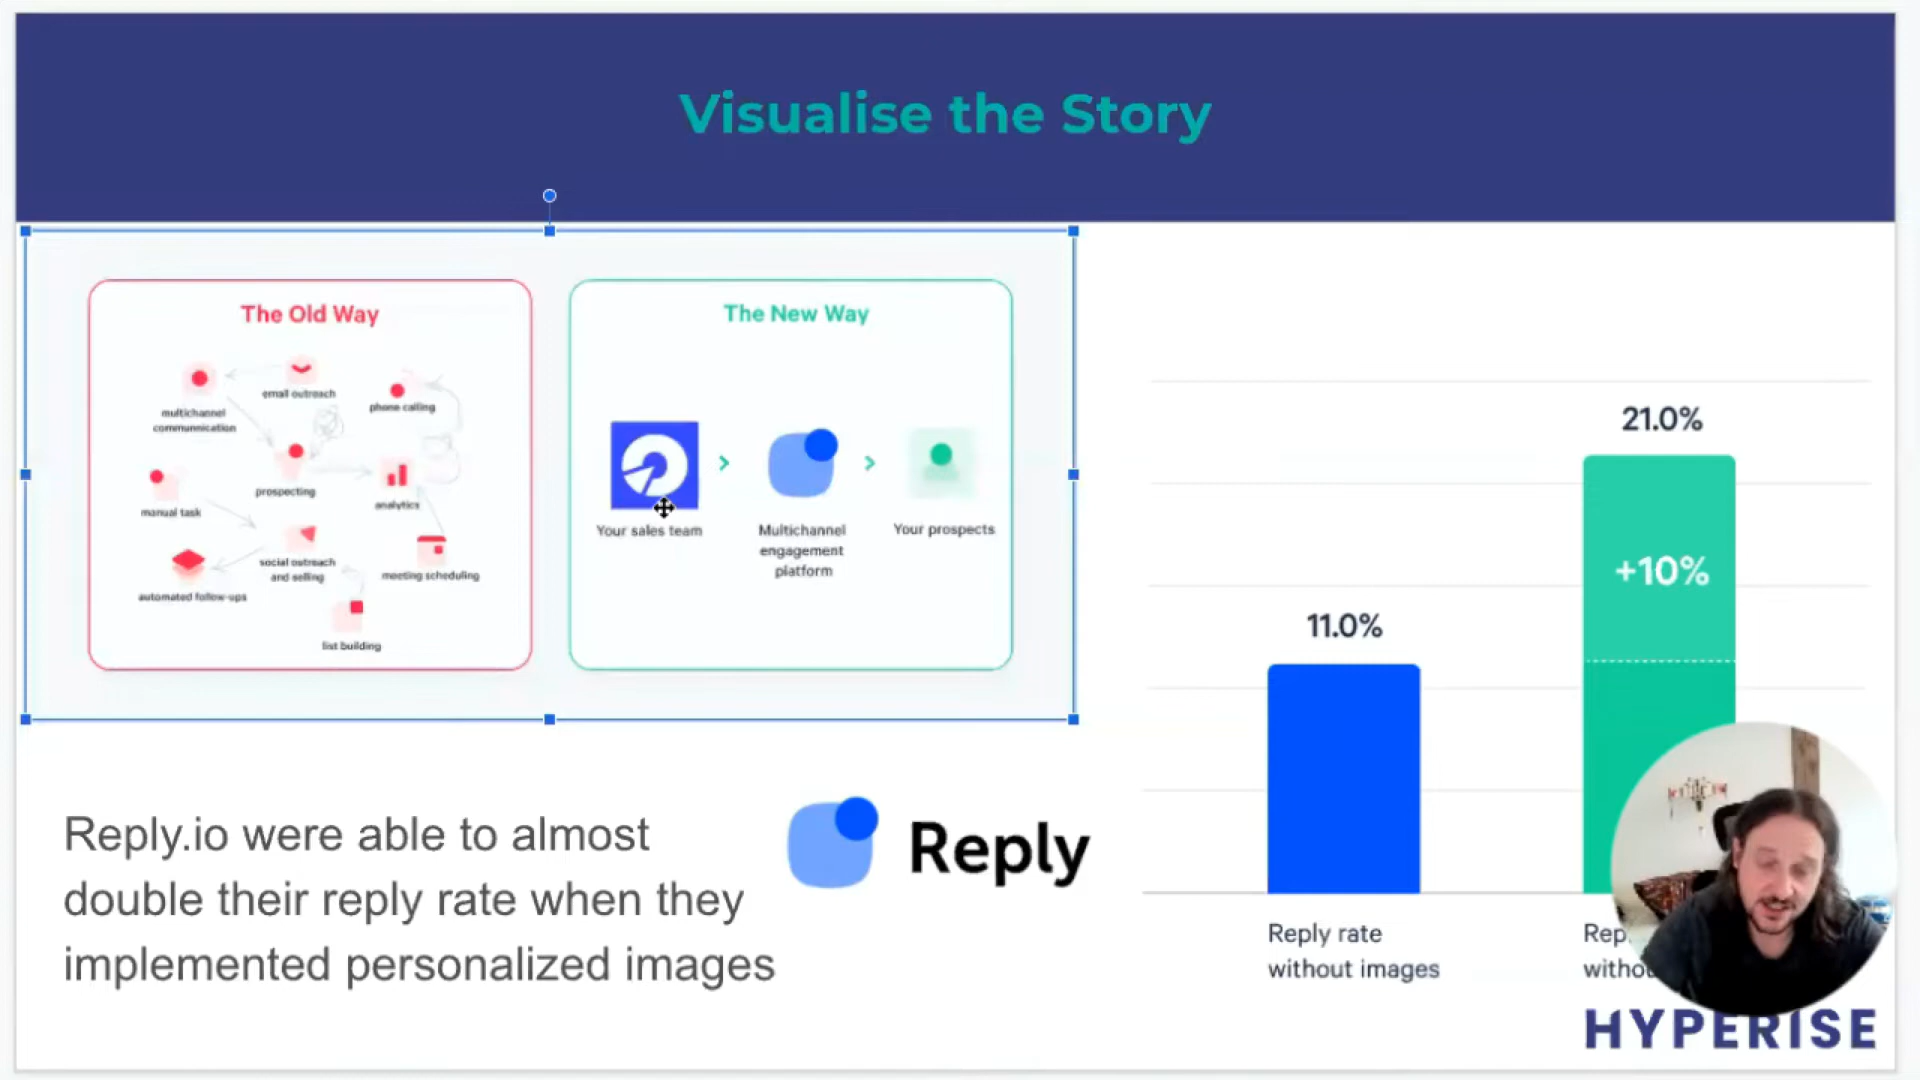 Visualise the Story
The Old Way
email outreach
phone calling
multichannel
communication
prospecting
analytics
manual task
social outreach
and selling
meeting scheduling
automated follow-ups
list building
The New Way
Your sales team
Multichannel
engagement
platform
Your prospects
21.0%
+10%
11.0%
Reply rate
without images
Reply.io were able to almost
double their reply rate when they
implemented personalized images
Reply
HYPERISE